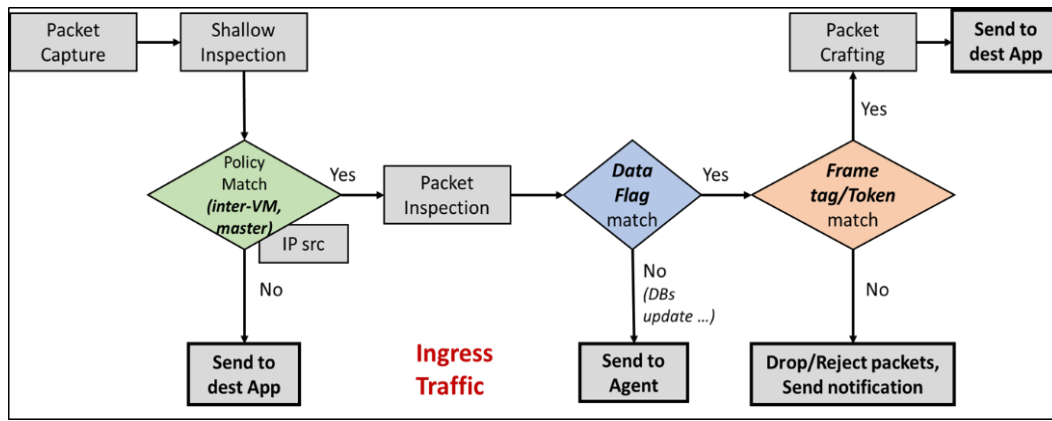 Packet
Capture
Shallow
Inspection
Packet
Crafting
Send to
dest App
Yes
Policy
Match
(inter-VM,
master)
Yes
Packet
Inspection
Data
Flag
match
Yes
Frame
tag/Token
match
IP src
No
No
(DBs
update ...)
No
Send to
dest App
Ingress
Traffic
Send to
Agent
Drop/Reject packets,
Send notification